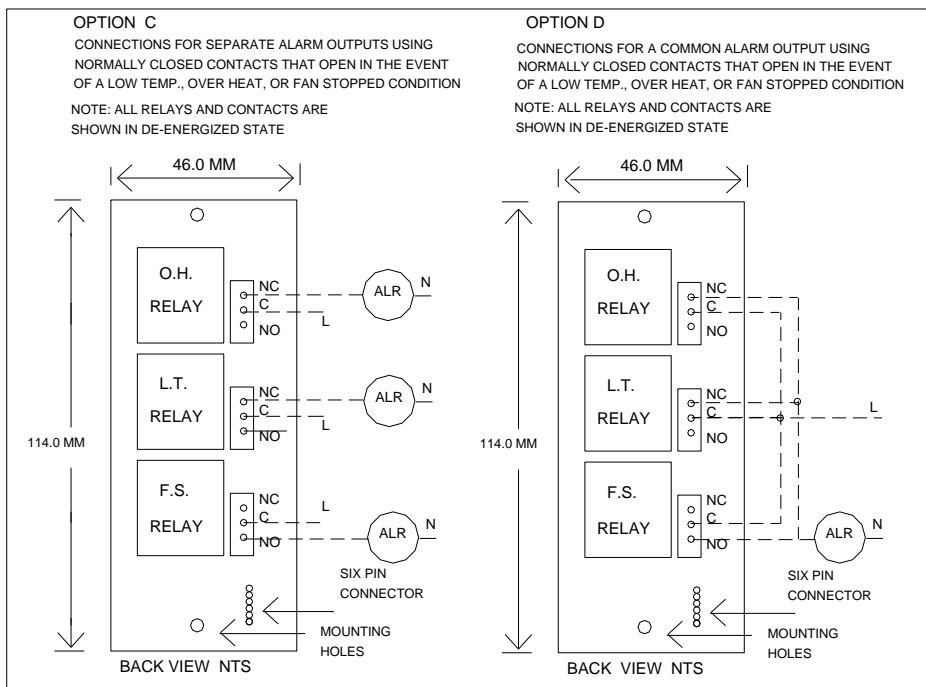 OPTION C
CONNECTIONS FOR SEPARATE ALARM OUTPUTS USING
NORMALLY CLOSED CONTACTS THAT OPEN IN THE EVENT
OF A LOW TEMP., OVER HEAT, OR FAN STOPPED CONDITION
NOTE: ALL RELAYS AND CONTACTS ARE
SHOWN IN DE-ENERGIZED STATE
46.0 MM
114.0 MM
O.H.
RELAY
NC
C
NO
L
ALR
N
L.T.
RELAY
NC
C
NO
L
ALR
N
F.S.
RELAY
NC
C
NO
L
ALR
N
SIX PIN
CONNECTOR
MOUNTING
HOLES
BACK VIEW NTS
OPTION D
CONNECTIONS FOR A COMMON ALARM OUTPUT USING
NORMALLY CLOSED CONTACTS THAT OPEN IN THE EVENT
OF A LOW TEMP., OVER HEAT, OR FAN STOPPED CONDITION
NOTE: ALL RELAYS AND CONTACTS ARE
SHOWN IN DE-ENERGIZED STATE
46.0 MM
114.0 MM
O.H.
RELAY
NC
C
NO
L.T.
RELAY
NC
C
NO
L
F.S.
RELAY
NC
C
NO
ALR
N
SIX PIN
CONNECTOR
MOUNTING
HOLES
BACK VIEW NTS